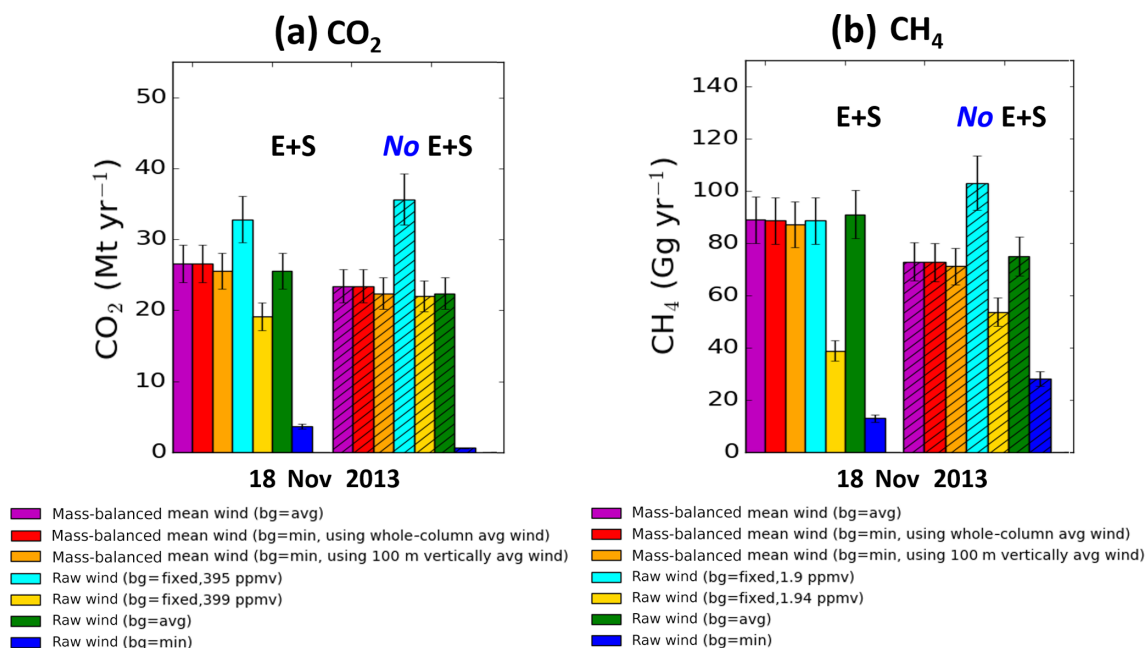 (a) CO₂
50
40
30
20
10
0
CO₂ (Mt yr⁻¹)
E+S
No E+S
18 Nov 2013
Mass-balanced mean wind (bg=avg)
Mass-balanced mean wind (bg=min, using whole-column avg wind)
Mass-balanced mean wind (bg=min, using 100 m vertically avg wind)
Raw wind (bg=fixed,395 ppmv)
Raw wind (bg=fixed,399 ppmv)
Raw wind (bg=avg)
Raw wind (bg=min)
(b) CH₄
140
120
100
80
60
40
20
0
CH₄ (Gg yr⁻¹)
E+S
No E+S
18 Nov 2013
Mass-balanced mean wind (bg=avg)
Mass-balanced mean wind (bg=min, using whole-column avg wind)
Mass-balanced mean wind (bg=min, using 100 m vertically avg wind)
Raw wind (bg=fixed,1.9 ppmv)
Raw wind (bg=fixed,1.94 ppmv)
Raw wind (bg=avg)
Raw wind (bg=min)